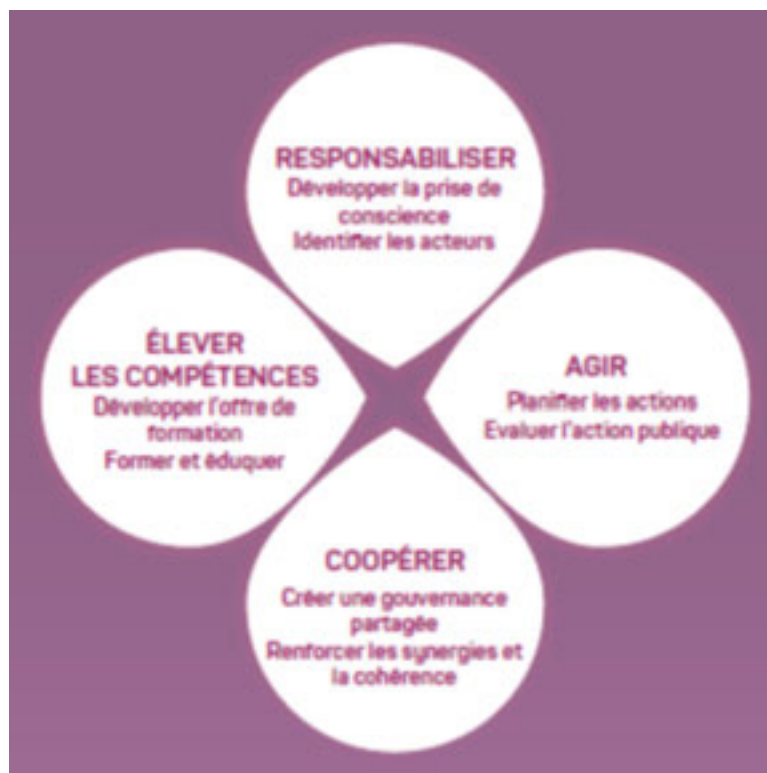 RESPONSABILISER
Développer la prise de
conscience
Identifier les acteurs
ÉLEVER
LES COMPÉTENCES
Développer l'offre de
formation
Former et éduquer
AGIR
Planifier les actions
Evaluer l'action publique
COOPÉRER
Créer une gouvernance
partagée
Renforcer les synergies et
la cohérence